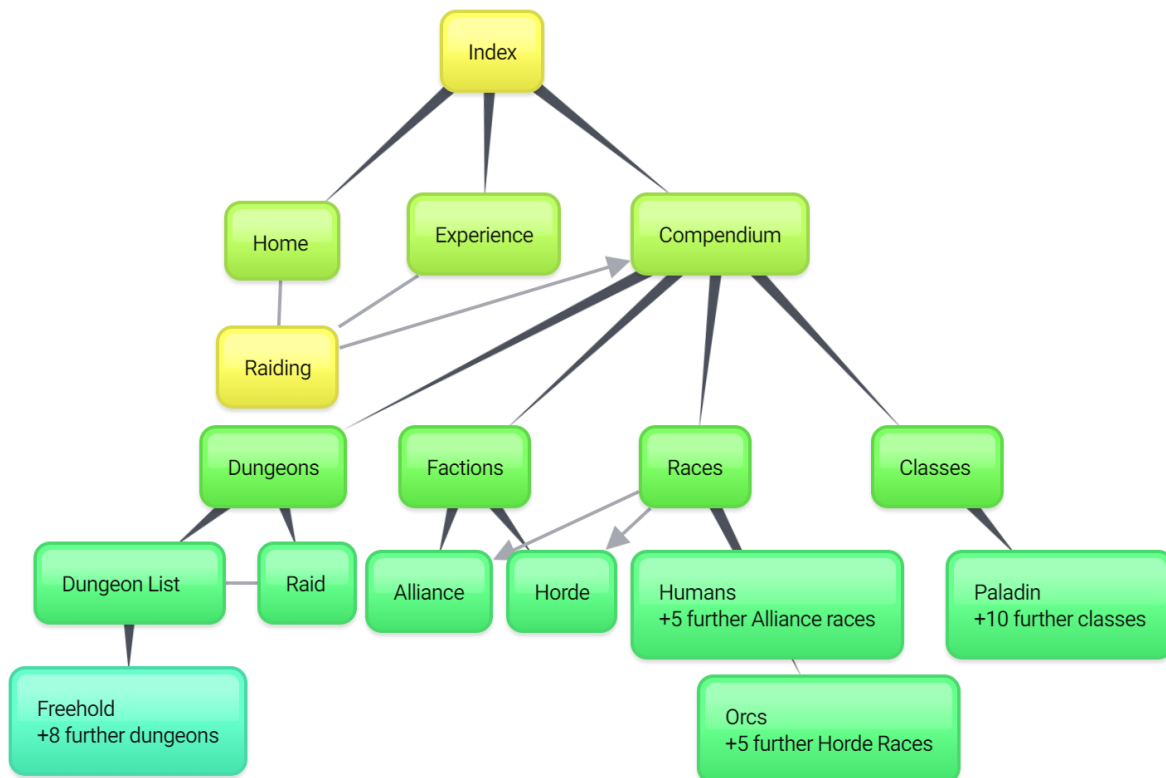 Index
Home
Experience
Compendium
Raiding
Dungeons
Factions
Races
Classes
Dungeon List
Raid
Alliance
Horde
Humans
+5 further Alliance races
Paladin
+10 further classes
Freehold
+8 further dungeons
Orcs
+5 further Horde Races